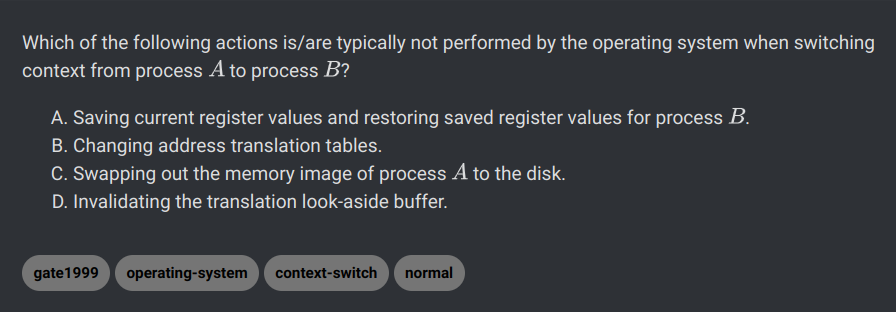 Which of the following actions is/are typically not performed by the operating system when switching
context from process A to process B?
A. Saving current register values and restoring saved register values for process B.
B. Changing address translation tables.
C. Swapping out the memory image of process A to the disk.
D. Invalidating the translation look-aside buffer.
gate1999 operating-system context-switch normal